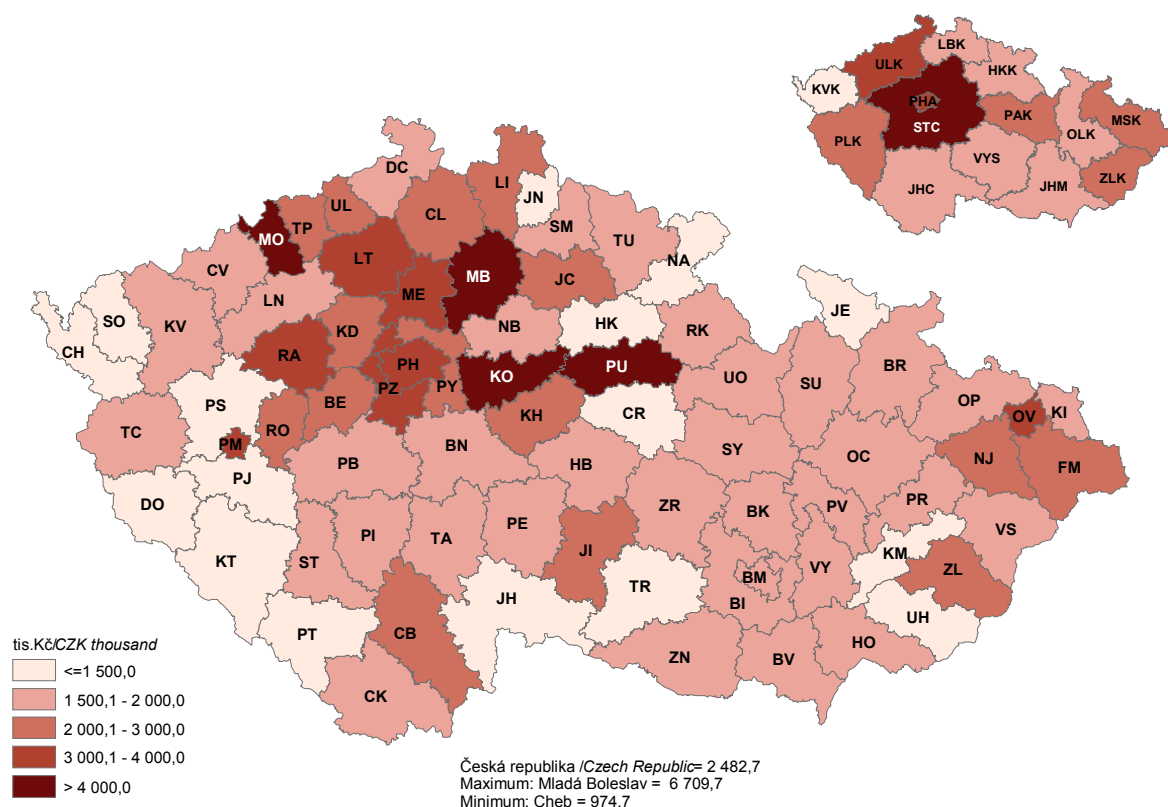 LBK
ULK
HKK
KVK
PHA
PAK
MSK
STC
OLK
PLK
VYS
ZLK
JHC
JHM
DC
LI
JN
UL
TP
CL
SM
MO
TU
LT
NA
CV
MB
JC
ME
LN
SO
KV
NB
HK
RK
JE
KD
CH
RA
PH
KO
PU
PZ
PY
UO
SU
BR
BE
PS
KH
CR
OP
OV
KI
RO
TC
PM
BN
SY
OC
NJ
FM
PB
HB
PJ
DO
PR
ZR
BK
PV
PE
VS
PI
TA
KT
ST
JI
KM
ZL
BM
VY
TR
BI
JH
UH
PT
CB
HO
ZN
BV
CK
tis.Kč/CZK thousand
<=1 500,0
1 500,1 - 2 000,0
2 000,1 - 3 000,0
3 000,1 - 4 000,0
> 4 000,0
Česká republika /Czech Republic= 2 482,7
Maximum: Mladá Boleslav = 6 709,7
Minimum: Cheb = 974,7